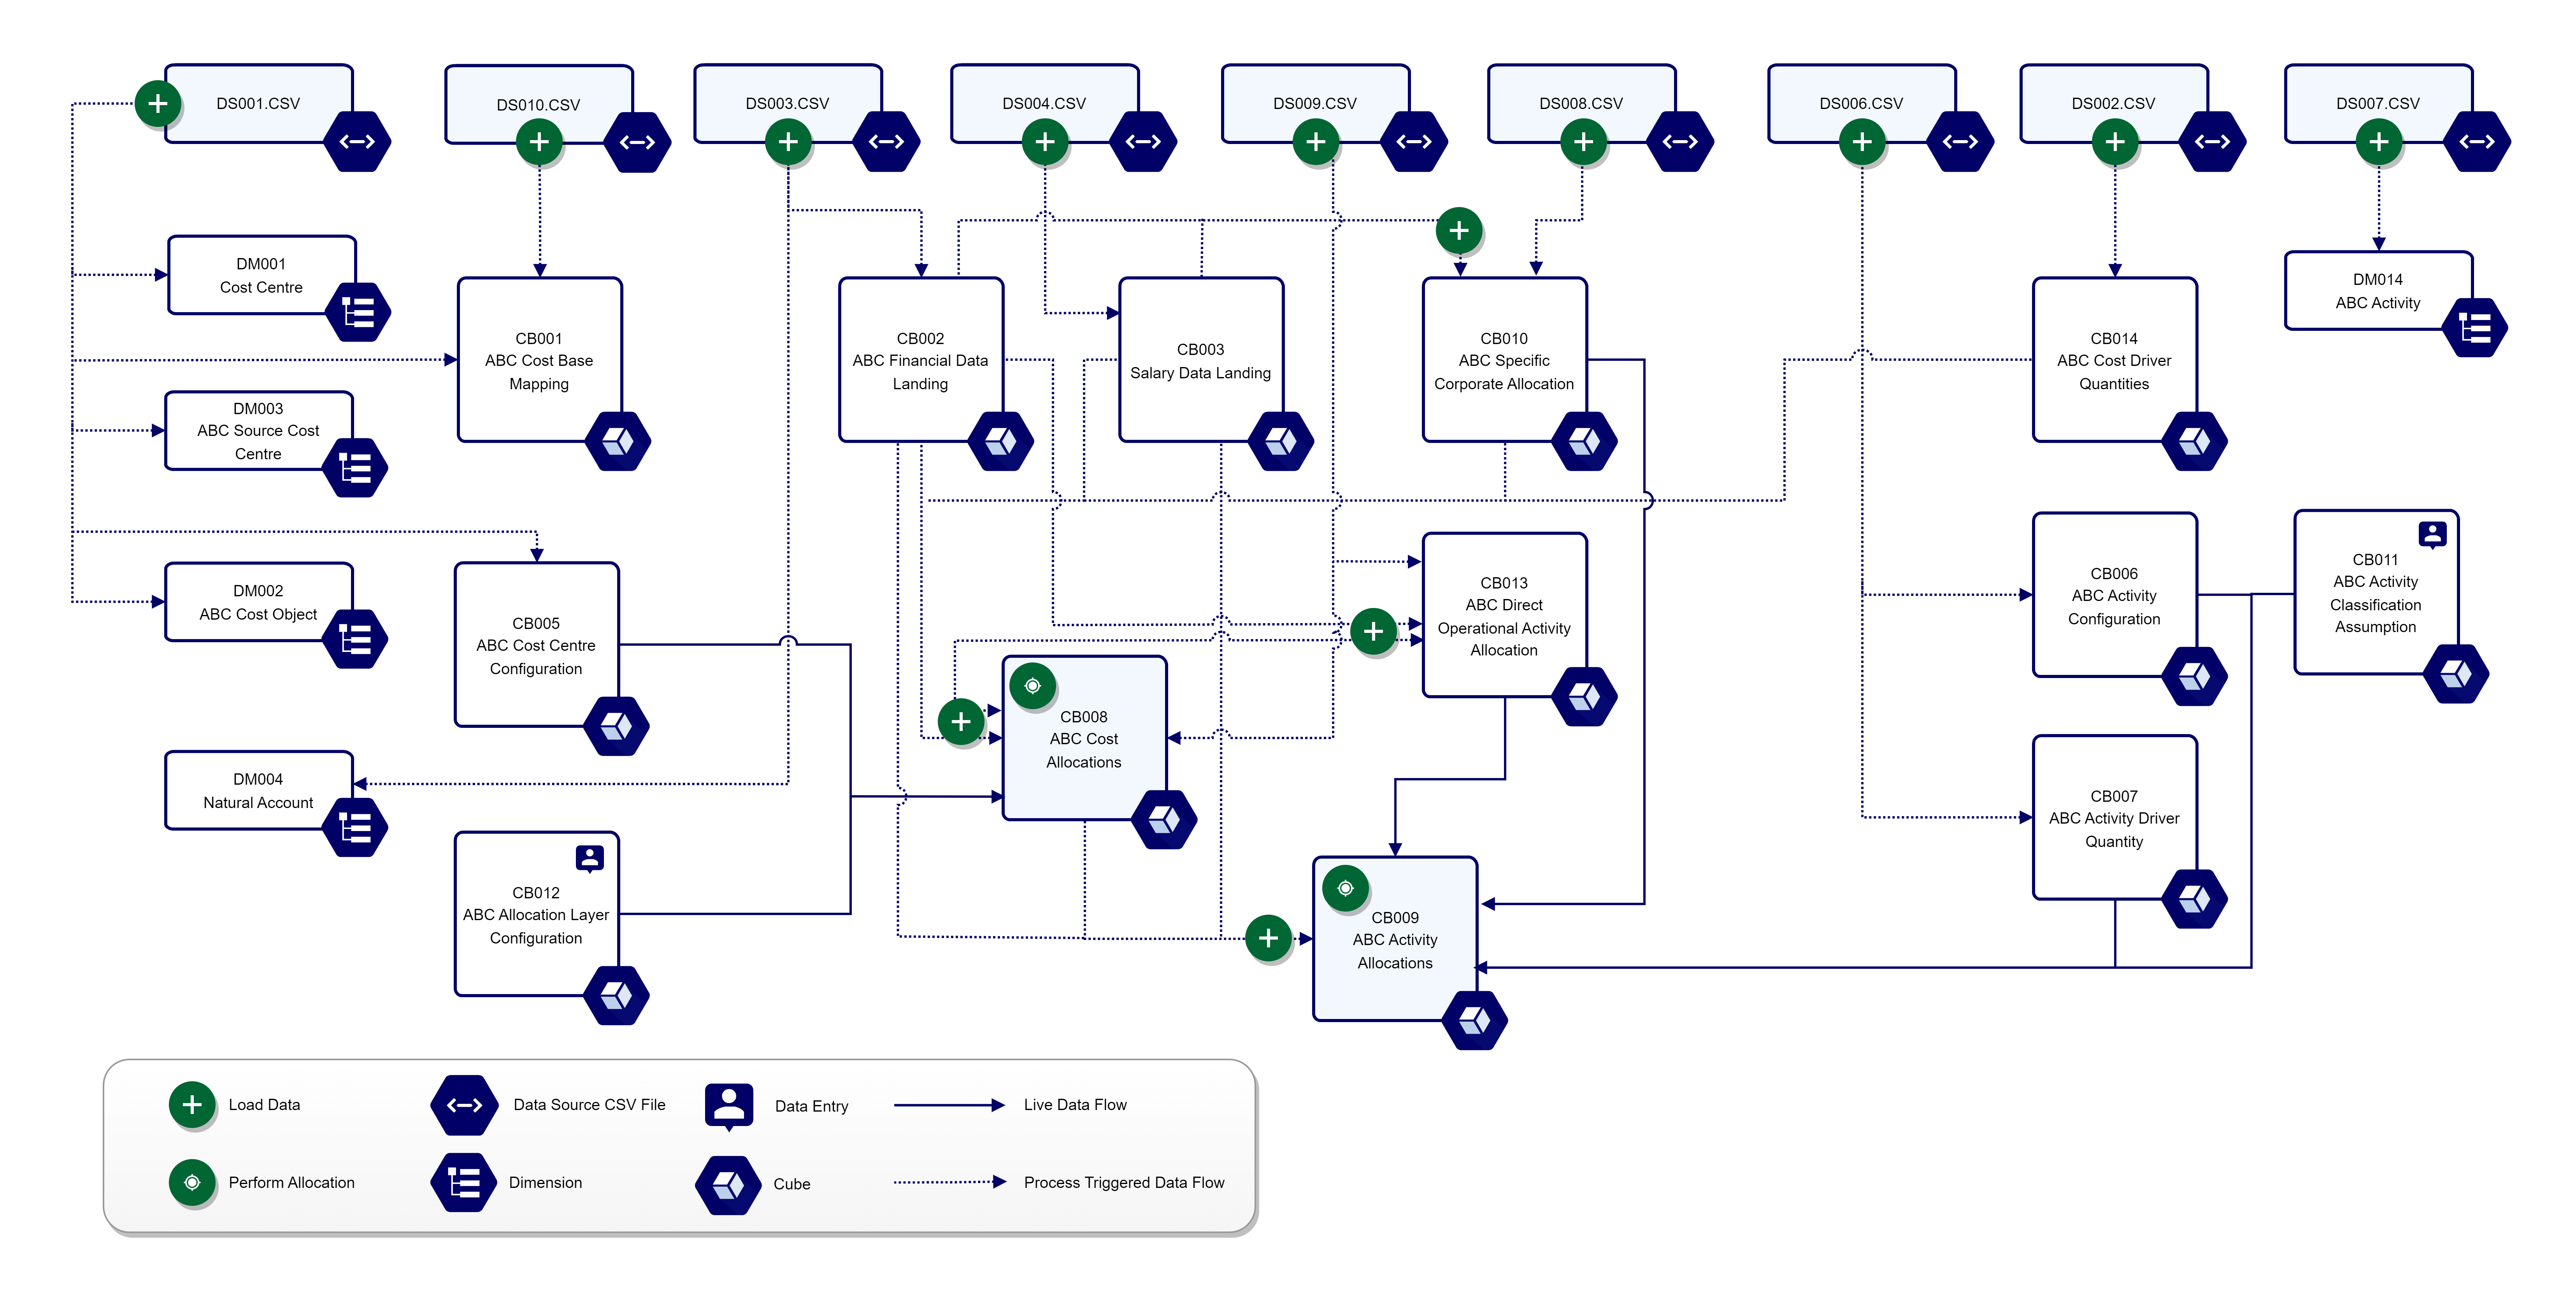 DS001.CSV
DS010.CSV
DS003.CSV
DS004.CSV
DS009.CSV
DS008.CSV
DS006.CSV
DS002.CSV
DS007.CSV
DM001
Cost Centre
DM003
ABC Source Cost
Centre
DM002
ABC Cost Object
DM004
Natural Account
CB001
ABC Cost Base
Mapping
CB005
ABC Cost Centre
Configuration
CB012
ABC Allocation Layer
Configuration
CB002
ABC Financial Data
Landing
CB003
Salary Data Landing
CB010
ABC Specific
Corporate Allocation
CB014
ABC Cost Driver
Quantities
DM014
ABC Activity
CB008
ABC Cost
Allocations
CB013
ABC Direct
Operational Activity
Allocation
CB009
ABC Activity
Allocations
CB006
ABC Activity
Configuration
CB011
ABC Activity
Classification
Assumption
CB007
ABC Activity Driver
Quantity
Load Data
Data Source CSV File
Data Entry
Live Data Flow
Perform Allocation
Dimension
Cube
Process Triggered Data Flow